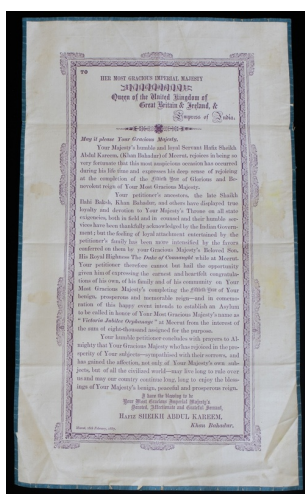 TO
HER MOST GRACIOUS IMPERIAL MAJESTY
Queen of the United Kingdom of
Great Britain & Ireland, &
Empress of India.
May it please Your Gracious Majesty,
Your Majesty's humble and loyal Servant Hafiz Sheikh
Abdul Kareem, (Khan Bahadur) of Meerut, rejoices in being so
very fortunate that this most auspicious occasion has occurred
during his life time and expresses his deep sense of rejoicing
at the completion of the Year of Glorious and Be-
nevolent reign of Your Most Gracious Majesty.
Your petitioner's ancestors, the late Sheikh
Ilahi Baksh, Khan Bahadur, and others have displayed true
loyalty and devotion to Your Majesty's Throne on all state
exigencies, both in field and in and their humble ser-
vices have been thankfully acknowledged by the Indian Govern-
ment; but the feeling of loyal attachment entertained by the
petitioner's family has been more intensified by the favors
conferred on them by your Gracious Majesty's Beloved Son,
His Royal Highness The Duke of Connaught while at Meerut.
Your petitioner therefore cannot but hail the opportunity
given him of expressing the earnest and heartfelt congratula-
tions of his own, of his family and of his community on Your
Most Gracious Majesty's completing the Year of Your
benign, prosperous and memorable reign—and in commemo-
ration of this happy event intends to establish an Asylum
to be called in honor of Your Most Gracious Majesty's name as
"Victoria Jubilee Orphanage" at Meerut from the interest of
the sum of eight-thousand assigned for the purpose.
Your humble petitioner concludes with prayers to Al-
mighty that Your Gracious Majesty who has rejoiced in the pros-
perity of Your subjects—sympathised with their sorrows, and
has gained the affection, not only of Your Majesty's own sub-
jects, but of all the civilized world—may live long to rule over
us and may our country continue long, long to enjoy the bless-
ings of Your Majesty's benign, peaceful and prosperous reign.
I have the blessing to be
Your Most Gracious Imperial Majesty's
Servant,
HAFIZ SHEIKH ABDUL KAREEM,
Khan Bahadur.